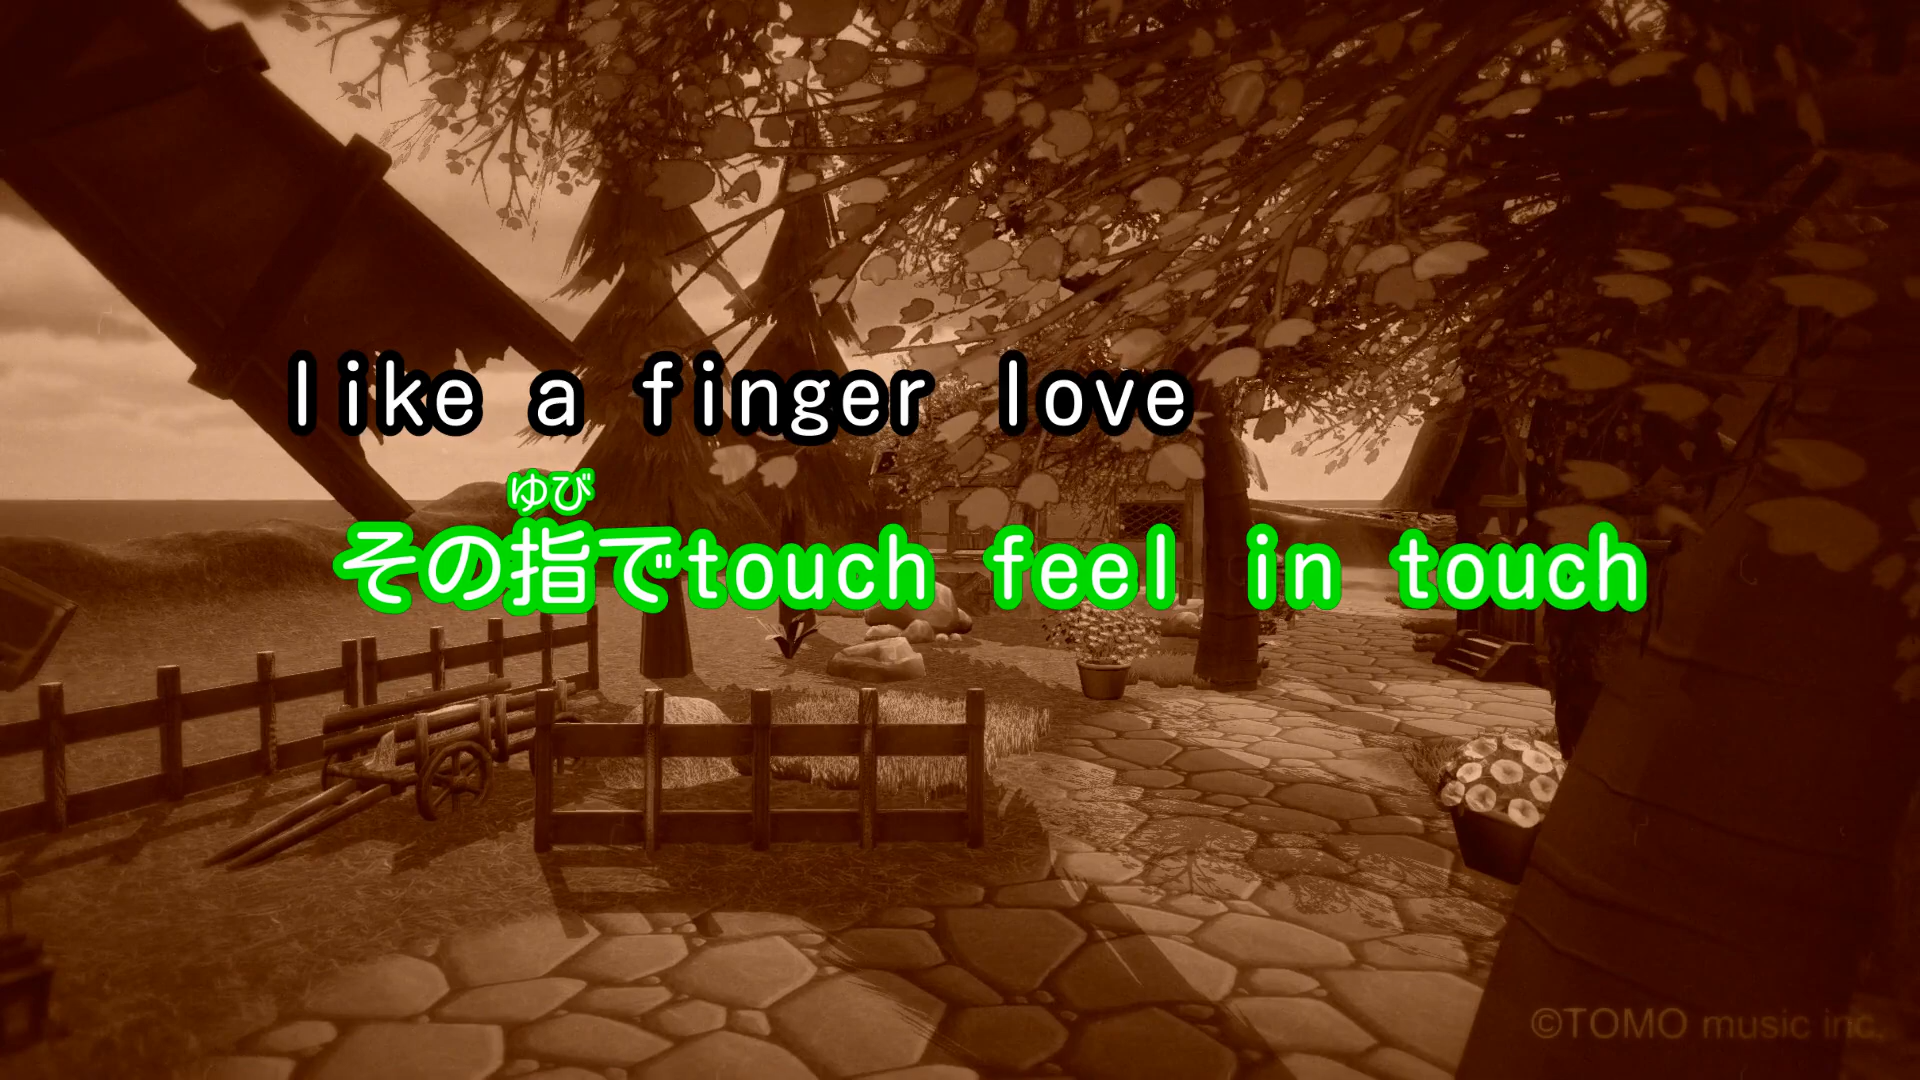 like a finger love
ゆび
その指でtouch feel in touch
©TOMO music inc.